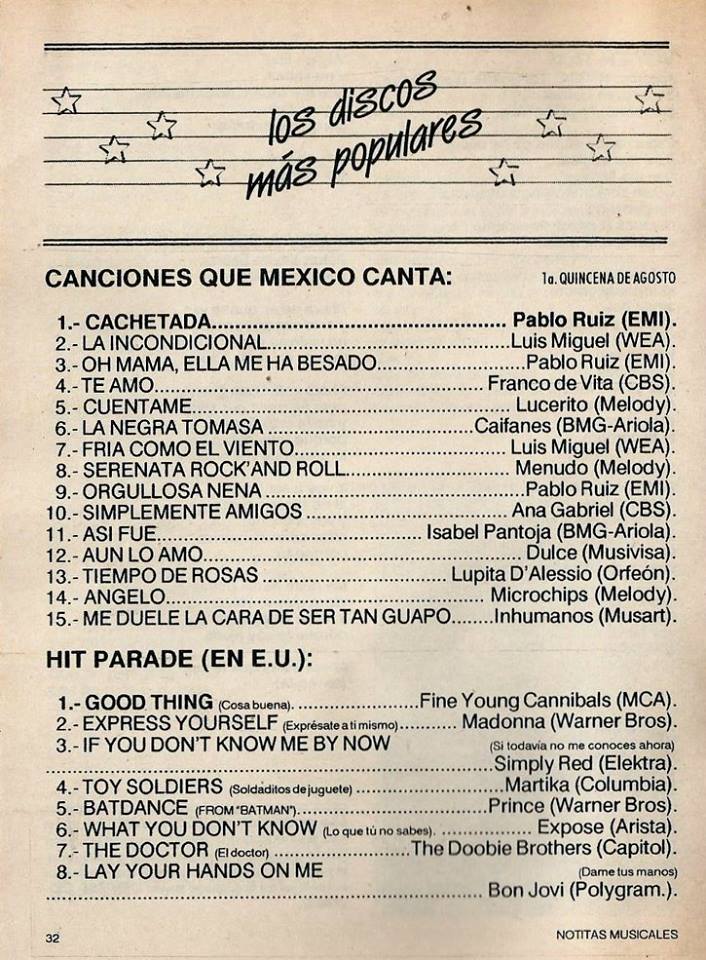 los discos
más populares
CANCIONES QUE MEXICO CANTA: 1a. QUINCENA DE AGOSTO
1.- CACHETADA.......................................... Pablo Ruiz (EMI).
2.- LA INCONDICIONAL................................... Luis Miguel (WEA).
3.- OH MAMA, ELLA ME HA BESADO..................... Pablo Ruiz (EMI).
4.- TE AMO............................................... Franco de Vita (CBS).
5.- CUENTAME.............................................. Lucerito (Melody).
6.- LA NEGRA TOMASA .............................. Caifanes (BMG-Ariola).
7.- FRIA COMO EL VIENTO.................................. Luis Miguel (WEA).
8.- SERENATA ROCK'AND ROLL........................ Menudo (Melody).
9.- ORGULLOSA NENA ..................................... Pablo Ruiz (EMI).
10.- SIMPLEMENTE AMIGOS ............................. Ana Gabriel (CBS).
11.- ASI FUE........................................ Isabel Pantoja (BMG-Ariola).
12.- AUN LO AMO.............................................. Dulce (Musivisa).
13.- TIEMPO DE ROSAS .......................... Lupita D'Alessio (Orfeón).
14.- ANGELO.............................................. Microchips (Melody).
15.- ME DUELE LA CARA DE SER TAN GUAPO...... Inhumanos (Musart).
HIT PARADE (EN E.U.):
1.- GOOD THING (Cosa buena). .................. Fine Young Cannibals (MCA).
2.- EXPRESS YOURSELF (Exprésate a ti mismo)........ Madonna (Warner Bros).
3.- IF YOU DON'T KNOW ME BY NOW (Si todavía no me conoces ahora)
.................................................................. Simply Red (Elektra).
4.- TOY SOLDIERS (Soldaditos de juguete) .................. Martika (Columbia).
5.- BATDANCE (FROM "BATMAN").......................... Prince (Warner Bros).
6.- WHAT YOU DON'T KNOW (Lo que tú no sabes). ............. Expose (Arista).
7.- THE DOCTOR (El doctor) .................... The Doobie Brothers (Capitol).
8.- LAY YOUR HANDS ON ME (Dame tus manos)
.................................................................. Bon Jovi (Polygram.).
32 NOTITAS MUSICALES